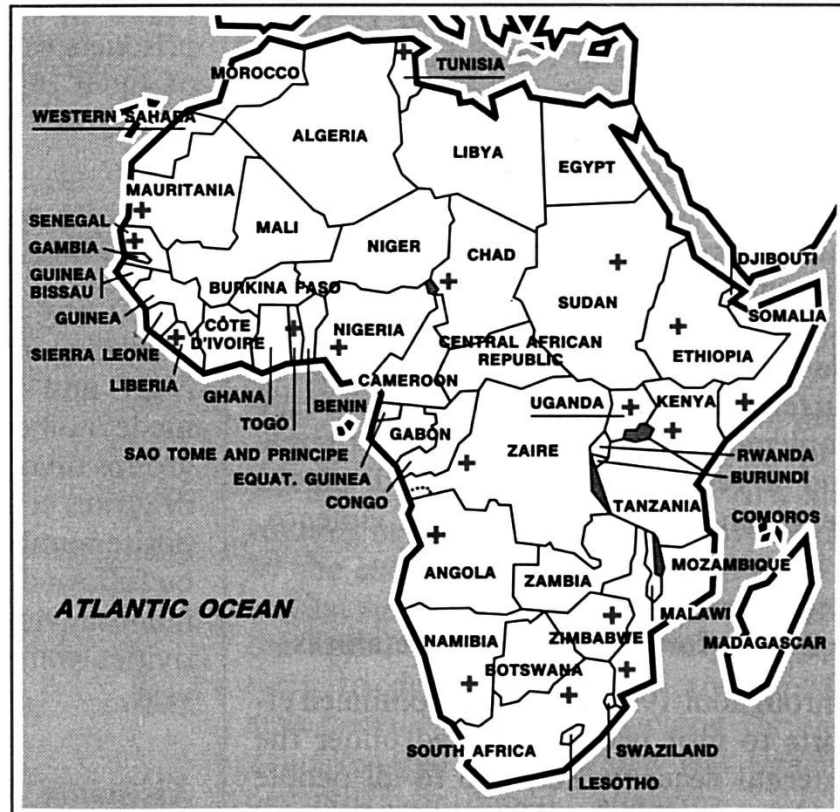 MOROCCO
TUNISIA
WESTERN SAHARA
ALGERIA
LIBYA
EGYPT
MAURITANIA
SENEGAL
GAMBIA
MALI
NIGER
CHAD
DJIBOUTI
GUINEA
BISSAU
BURKINA PASO
SUDAN
SOMALIA
GUINEA
CÔTE
D'IVOIRE
NIGERIA
CENTRAL AFRICAN
REPUBLIC
ETHIOPIA
SIERRA LEONE
LIBERIA
GHANA
BENIN
CAMEROON
TOGO
UGANDA
KENYA
GABON
SAO TOME AND PRINCIPE
ZAIRE
RWANDA
EQUAT. GUINEA
BURUNDI
CONGO
TANZANIA
COMOROS
ANGOLA
ZAMBIA
MOZAMBIQUE
ATLANTIC OCEAN
MALAWI
NAMIBIA
ZIMBABWE
MADAGASCAR
BOTSWANA
SOUTH AFRICA
SWAZILAND
LESOTHO